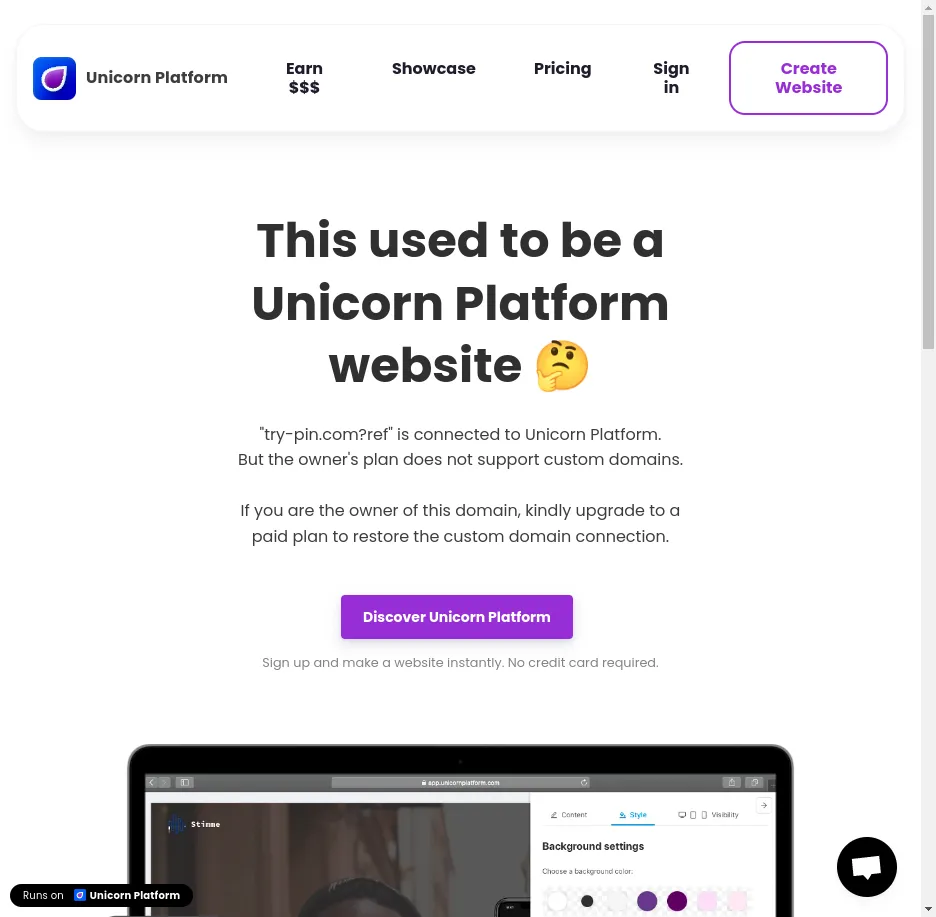 Unicorn Platform
Earn
$$$
Showcase
Pricing
Sign
in
Create
Website
This used to be a
Unicorn Platform
website 🤔
"try-pin.com?ref" is connected to Unicorn Platform.
But the owner's plan does not support custom domains.
If you are the owner of this domain, kindly upgrade to a
paid plan to restore the custom domain connection.
Discover Unicorn Platform
Sign up and make a website instantly. No credit card required.
app.unicornplatform.com
Stimme
Content
Style
Visibility
Background settings
Choose a background color:
Runs on
Unicorn Platform